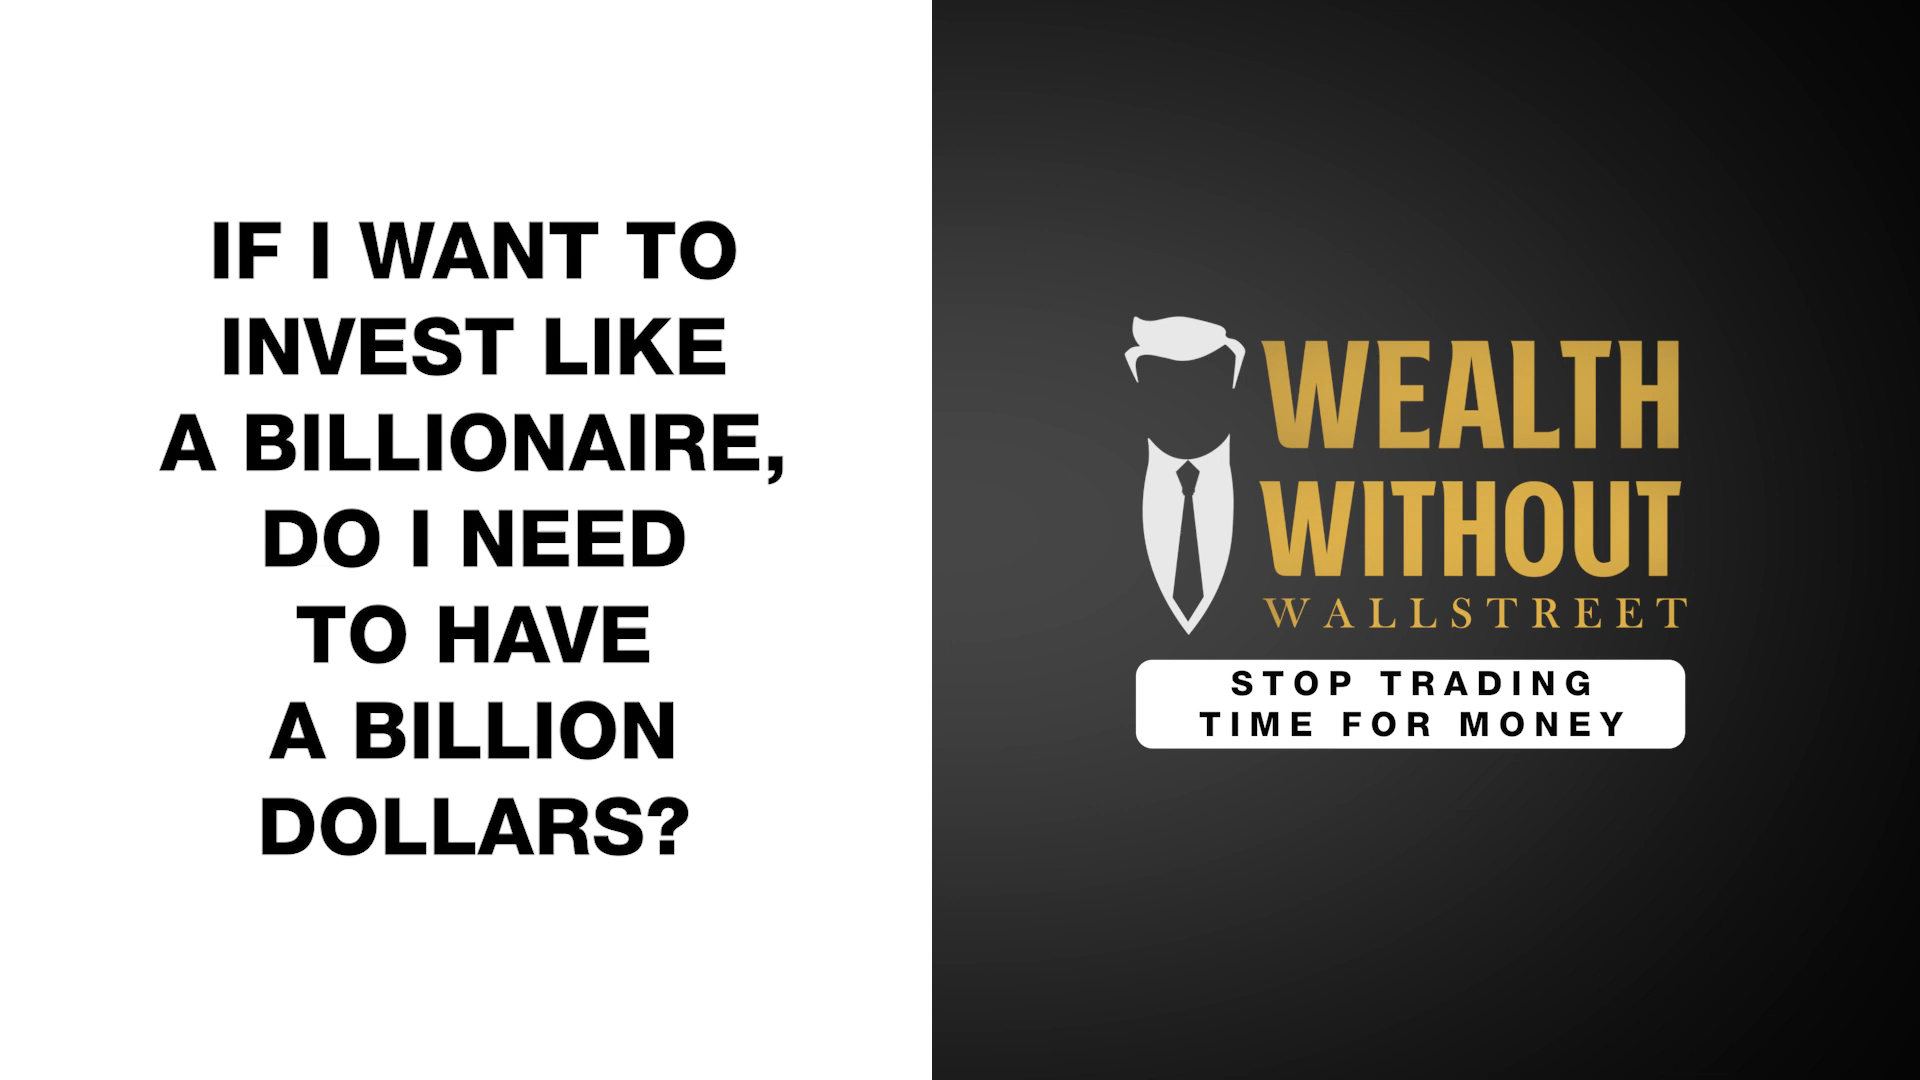 IF I WANT TO
INVEST LIKE
A BILLIONAIRE,
DO I NEED
TO HAVE
A BILLION
DOLLARS?
WEALTH
WITHOUT
WALLSTREET
STOP TRADING
TIME FOR MONEY